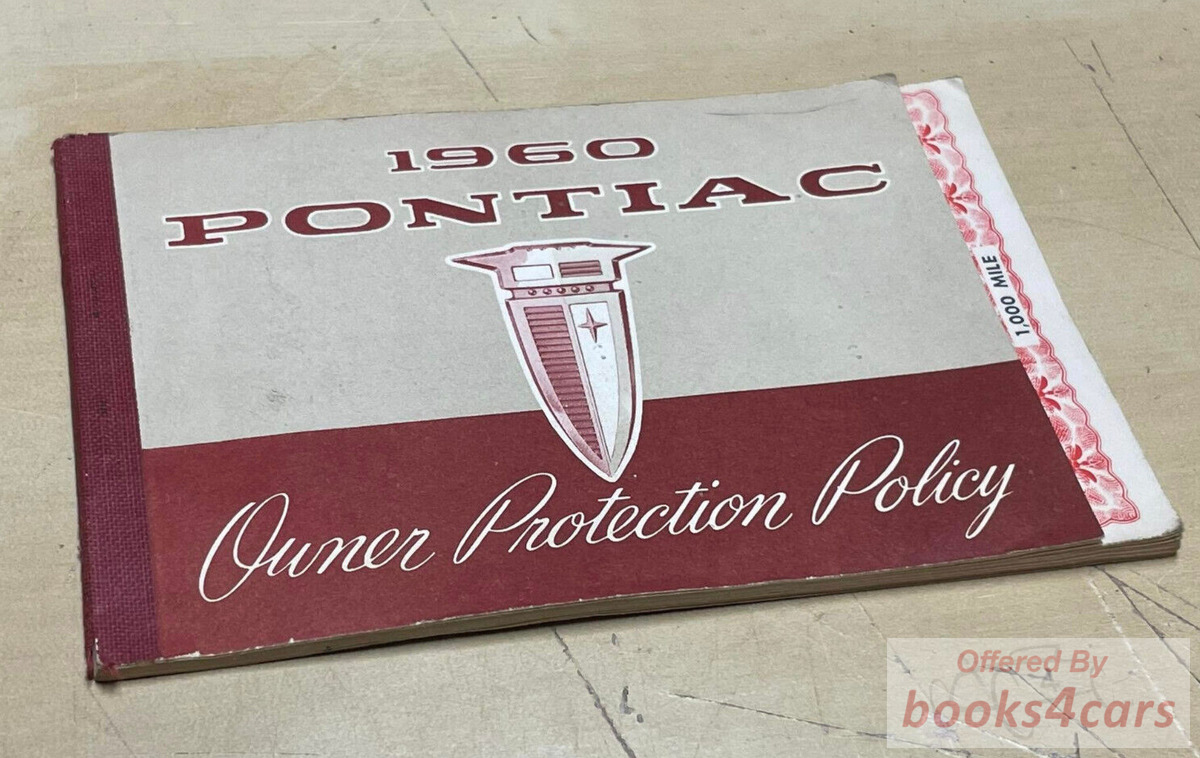 1960
PONTIAC
1,000 MILE
Owner Protection Policy
Offered By
books4cars